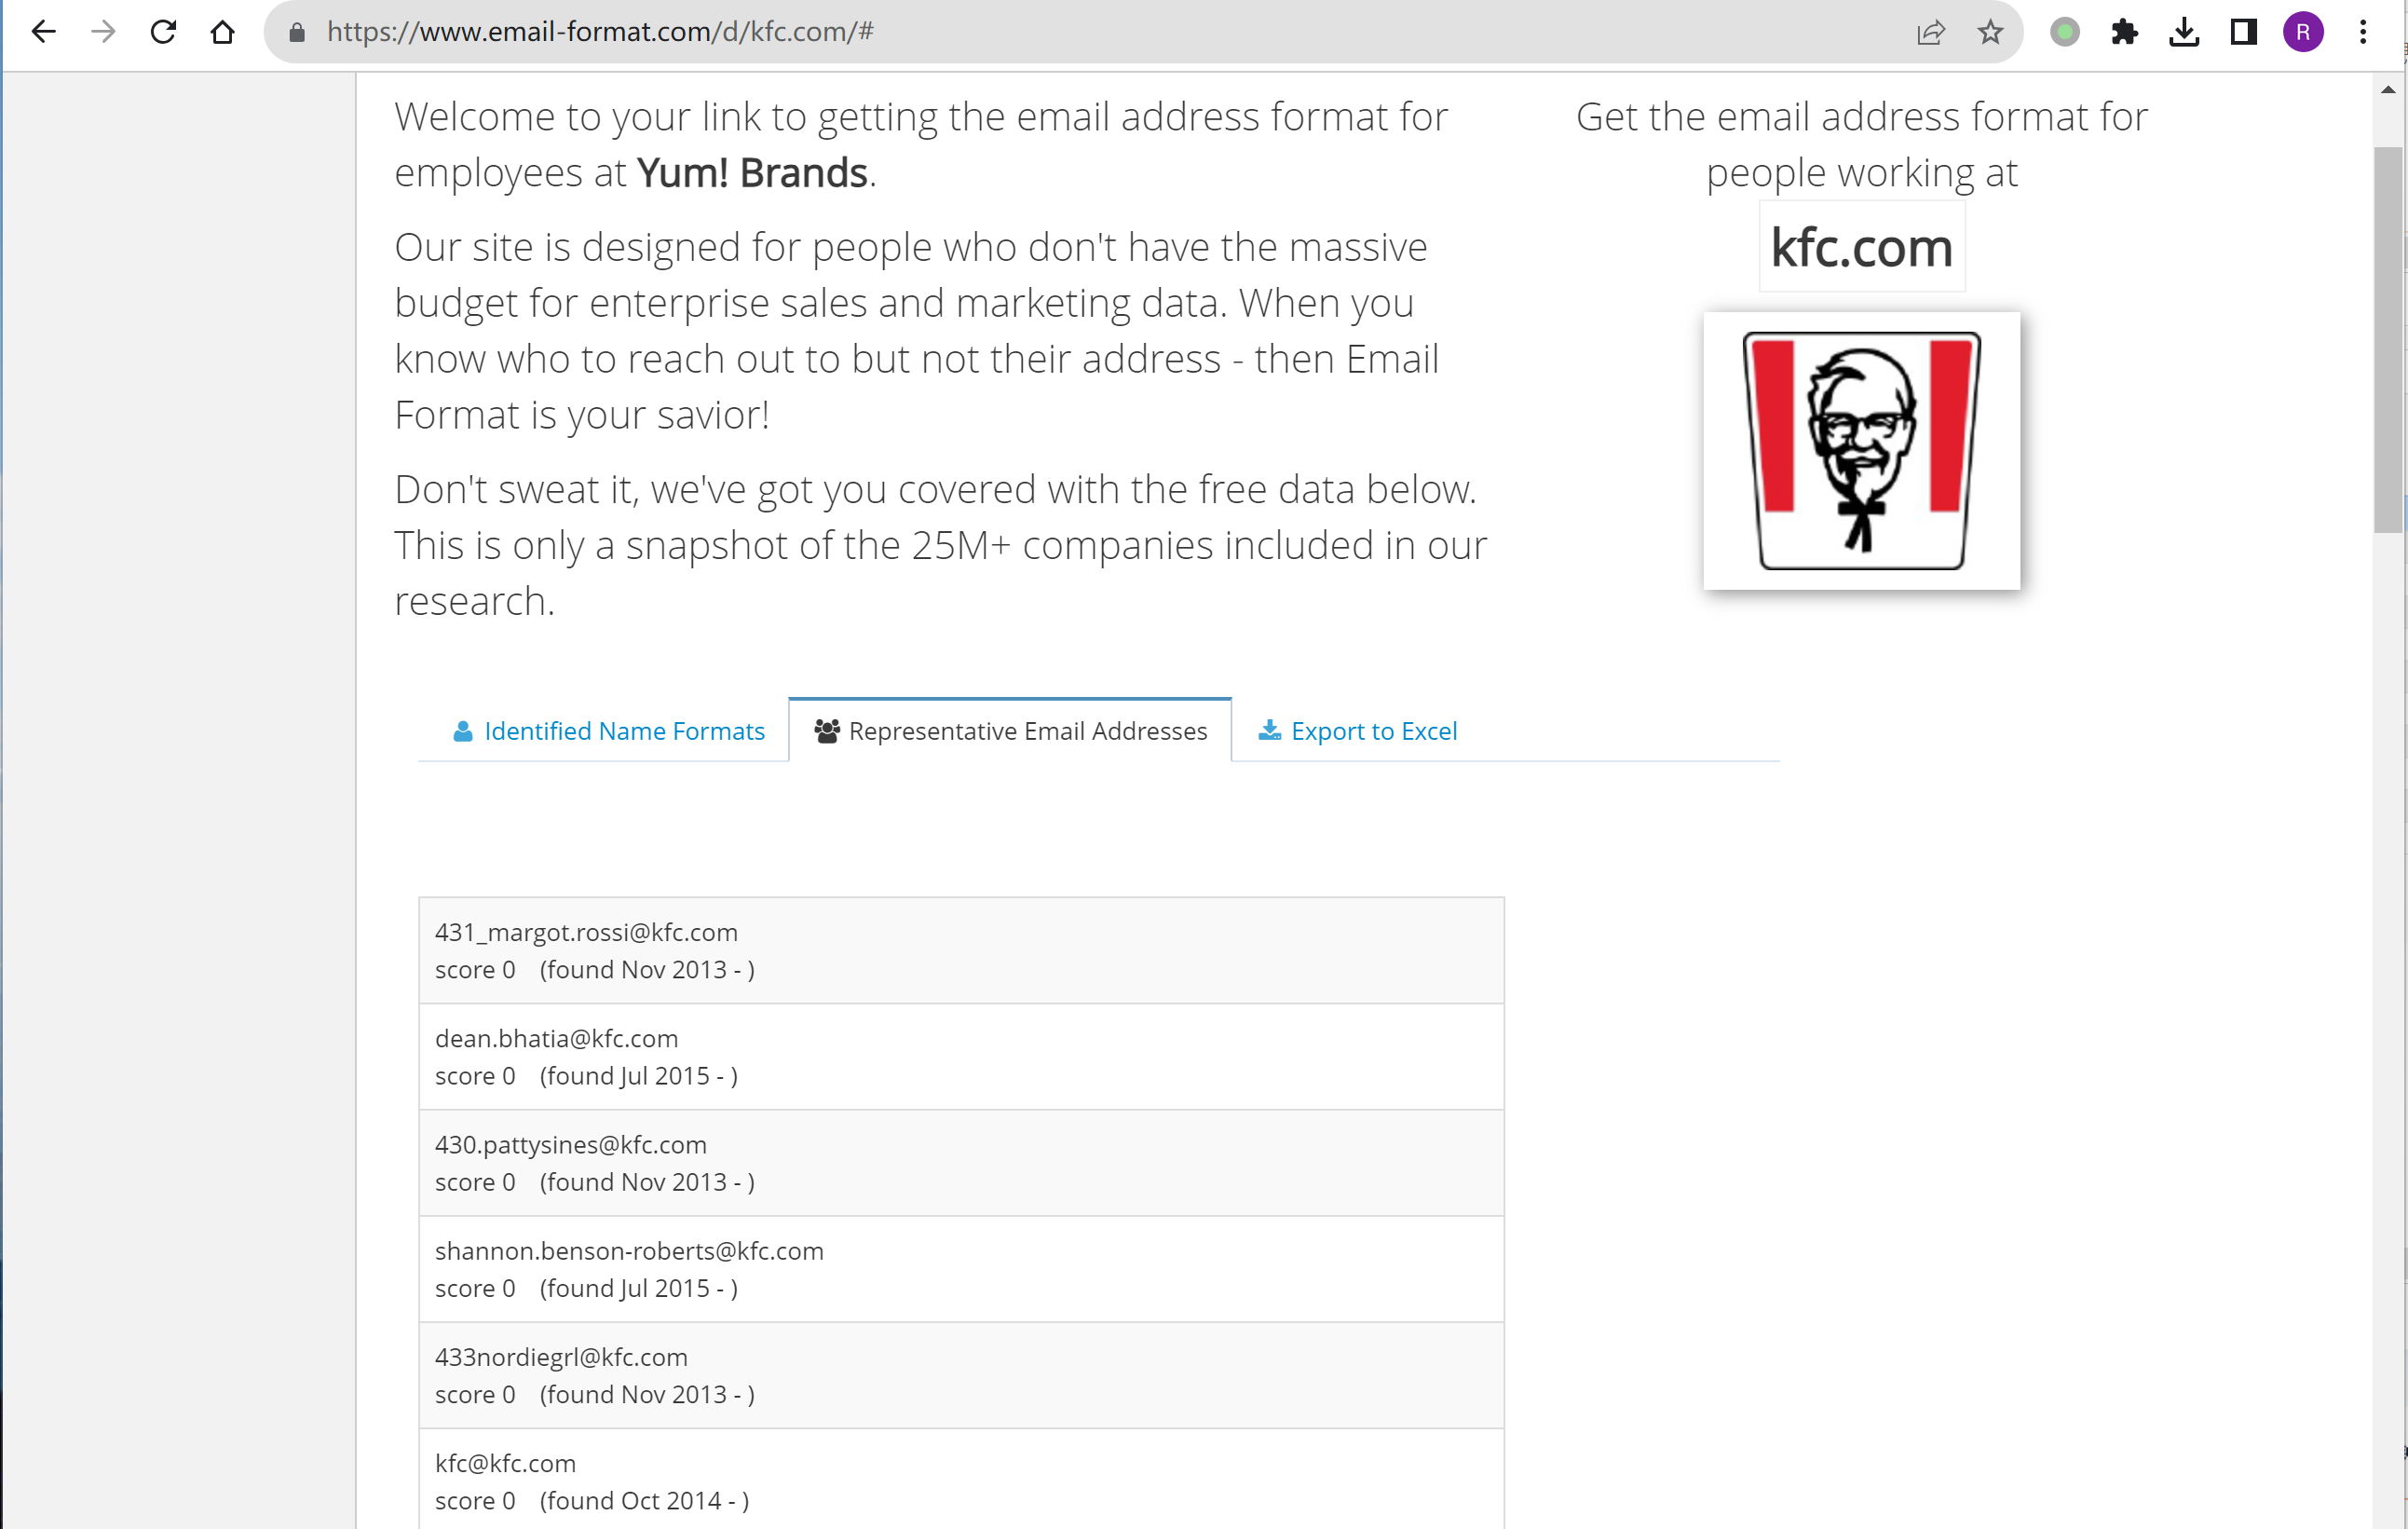 https://www.email-format.com/d/kfc.com/#
R
Welcome to your link to getting the email address format for
employees at Yum! Brands.
Our site is designed for people who don't have the massive
budget for enterprise sales and marketing data. When you
know who to reach out to but not their address - then Email
Format is your savior!
Don't sweat it, we've got you covered with the free data below.
This is only a snapshot of the 25M+ companies included in our
research.
Get the email address format for
people working at
kfc.com
Identified Name Formats
Representative Email Addresses
Export to Excel
431_margot.rossi@kfc.com
score 0 (found Nov 2013 - )
dean.bhatia@kfc.com
score 0 (found Jul 2015 - )
430.pattysines@kfc.com
score 0 (found Nov 2013 - )
shannon.benson-roberts@kfc.com
score 0 (found Jul 2015 - )
433nordiegrl@kfc.com
score 0 (found Nov 2013 - )
kfc@kfc.com
score 0 (found Oct 2014 - )